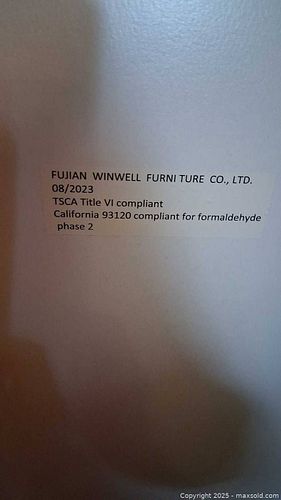 FUJIAN WINWELL FURNI TURE CO., LTD.
08/2023
TSCA Title VI compliant
California 93120 compliant for formaldehyde
phase 2
Copyright 2025 - maxsold.com